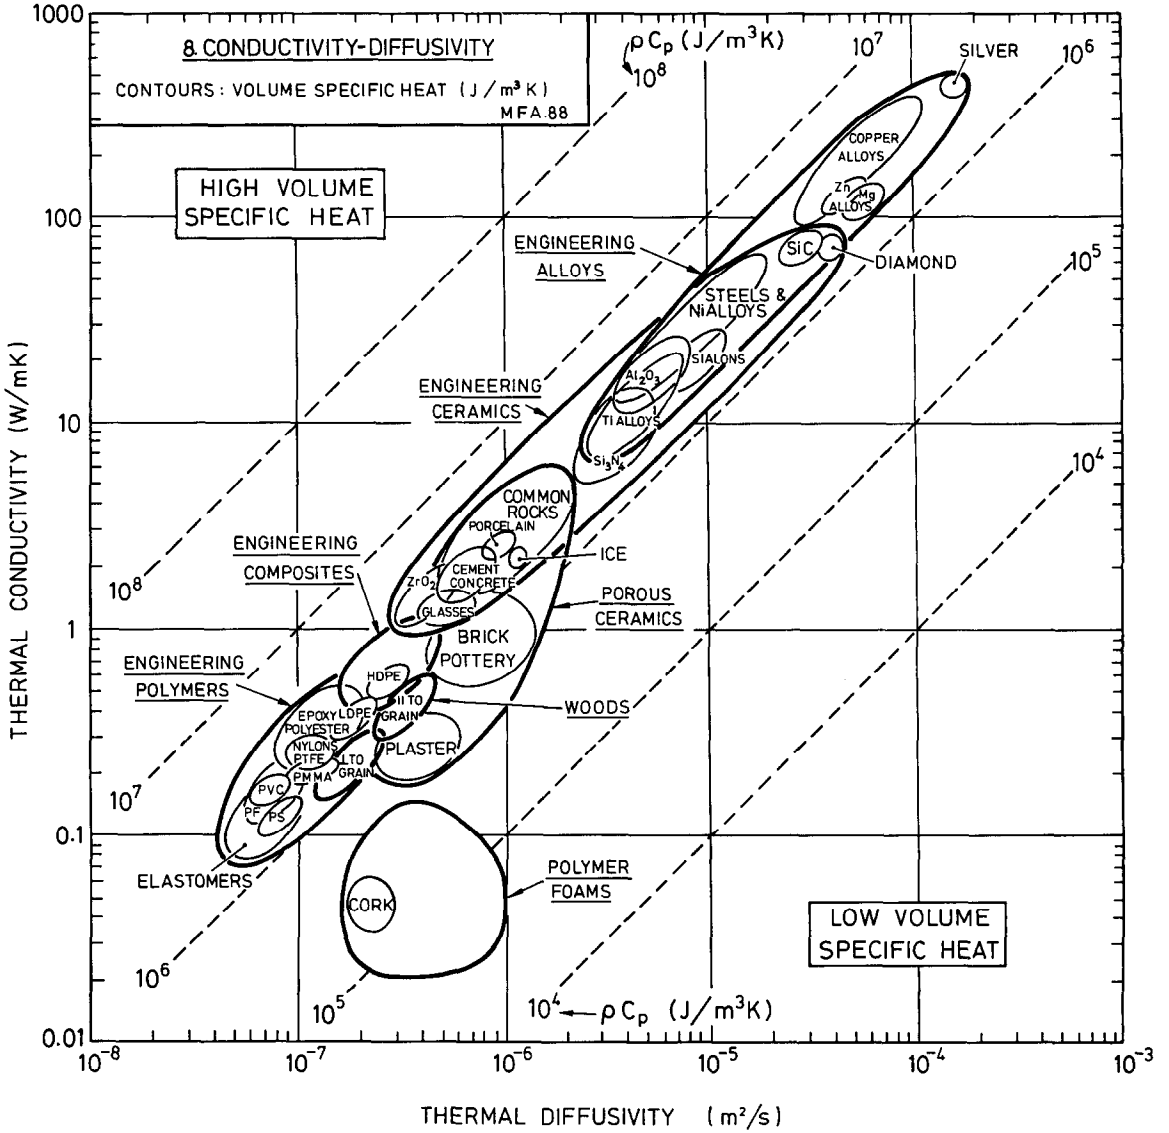 1000
8. CONDUCTIVITY-DIFFUSIVITY
CONTOURS: VOLUME SPECIFIC HEAT (J/m³K)
MFA.88
ρCp (J/m³K)
10⁸
10⁷
10⁶
SILVER
HIGH VOLUME
SPECIFIC HEAT
COPPER
ALLOYS
Zn
Mg
ALLOYS
100
ENGINEERING
ALLOYS
SiC
DIAMOND
10⁵
STEELS &
Ni ALLOYS
SIALONS
Al₂O₃
ENGINEERING
CERAMICS
TI ALLOYS
10
Si₃N₄
10⁴
COMMON
ROCKS
PORCELAIN
ENGINEERING
COMPOSITES
ICE
10⁸
ZrO₂
CEMENT
CONCRETE
GLASSES
POROUS
CERAMICS
1
BRICK
POTTERY
ENGINEERING
POLYMERS
HDPE
WOODS
EPOXY
LDPE
POLYESTER
II TO
GRAIN
NYLONS
PTFE
PLASTER
⊥TO
GRAIN
PMMA
PVC
10⁷
PF
PS
0.1
ELASTOMERS
POLYMER
FOAMS
CORK
LOW VOLUME
SPECIFIC HEAT
10⁶
10⁵
10⁴
ρCp (J/m³K)
0.01
10⁻⁸
10⁻⁷
10⁻⁶
10⁻⁵
10⁻⁴
10⁻³
THERMAL CONDUCTIVITY (W/mK)
THERMAL DIFFUSIVITY (m²/s)